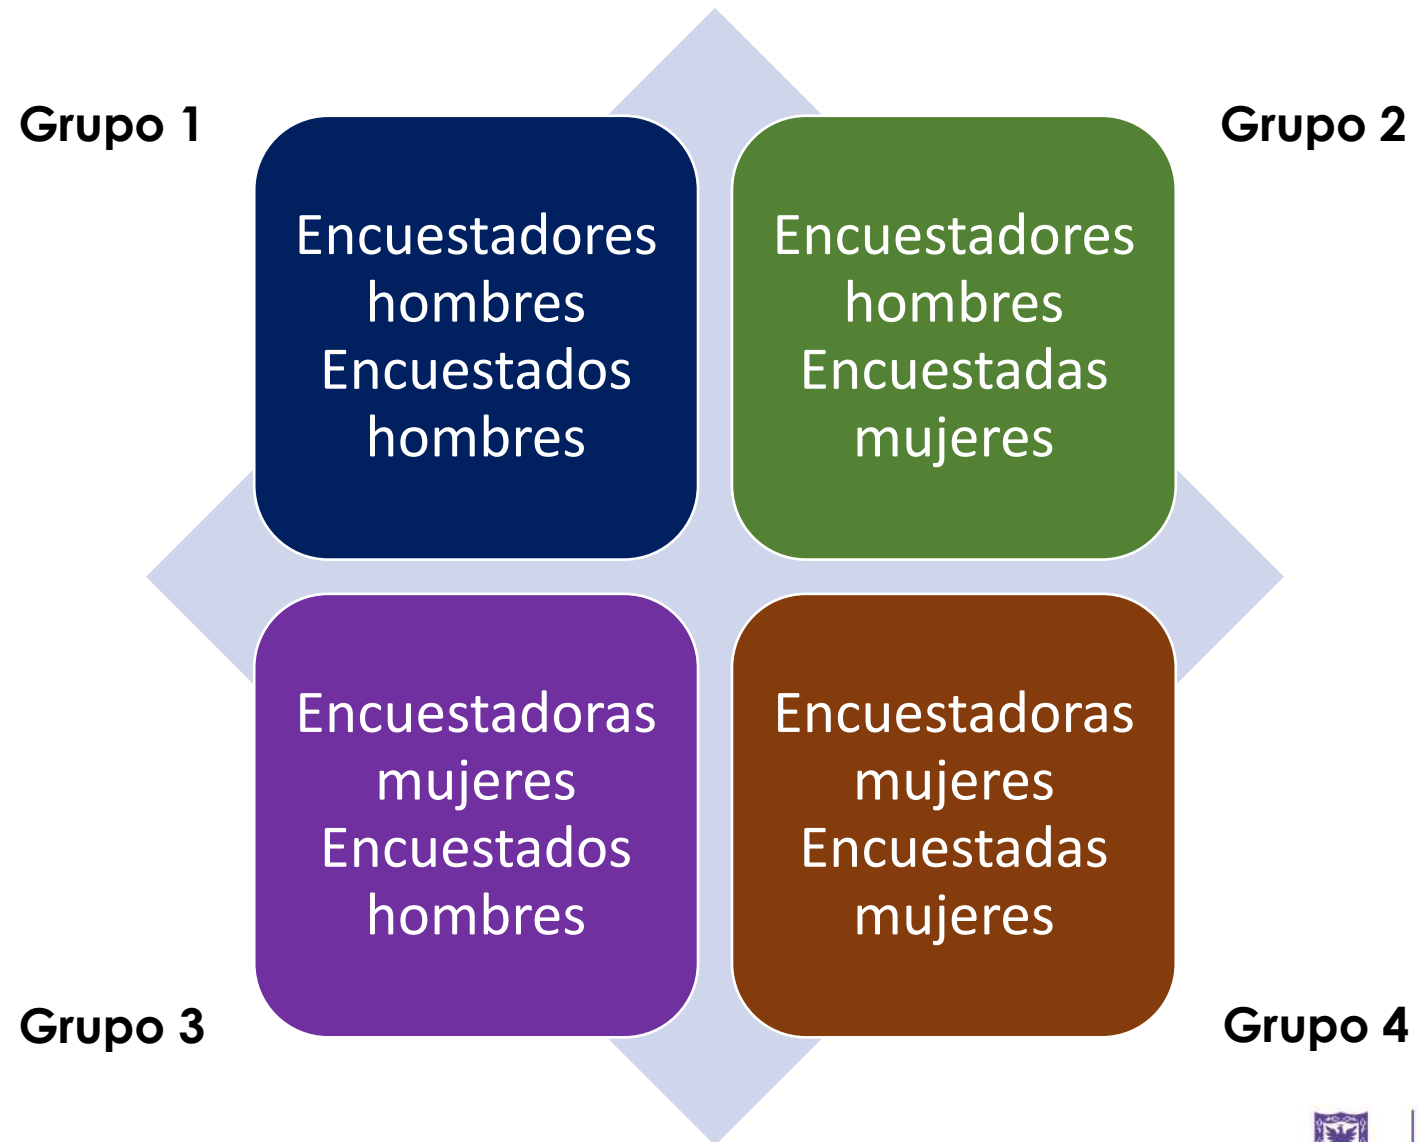 Grupo 1
Grupo 2
Encuestadores
hombres
Encuestados
hombres
Encuestadores
hombres
Encuestadas
mujeres
Encuestadoras
mujeres
Encuestados
hombres
Encuestadoras
mujeres
Encuestadas
mujeres
Grupo 3
Grupo 4